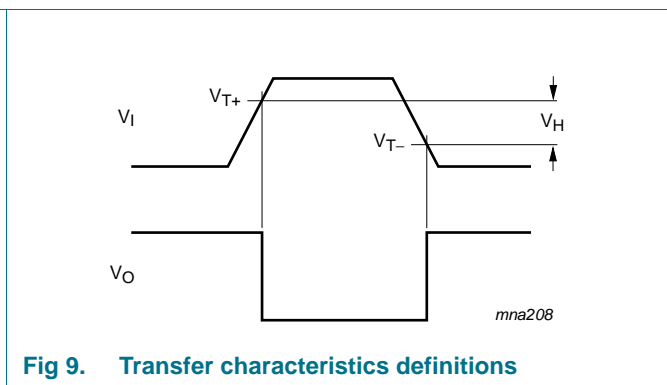 VT+
VI
VH
VT−
VO
mna208
Fig 9. Transfer characteristics definitions